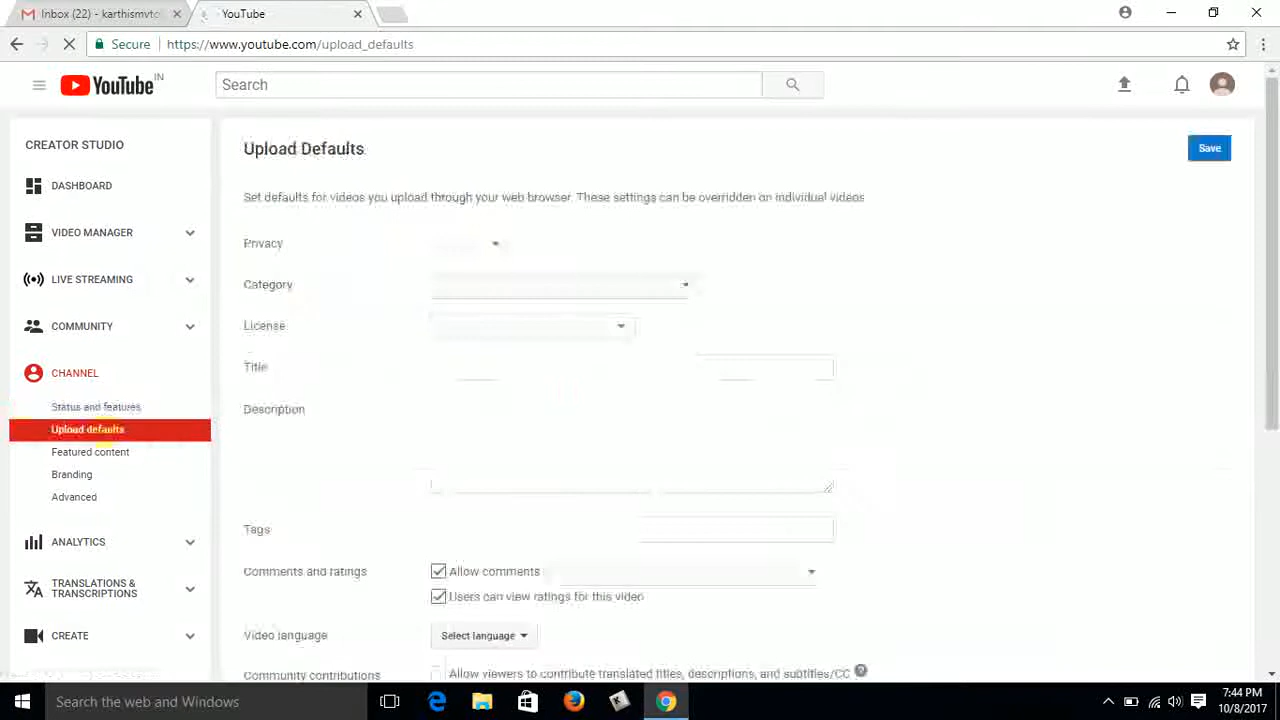 Inbox (22) - karthismvto
YouTube
Secure
https://www.youtube.com/upload_defaults
YouTube IN
Search
CREATOR STUDIO
DASHBOARD
VIDEO MANAGER
LIVE STREAMING
COMMUNITY
CHANNEL
Status and features
Upload defaults
Featured content
Branding
Advanced
ANALYTICS
TRANSLATIONS &
TRANSCRIPTIONS
CREATE
Upload Defaults
Save
Set defaults for videos you upload through your web browser. These settings can be overridden on individual videos
Privacy
Category
License
Title
Description
Tags
Comments and ratings
Allow comments
Users can view ratings for this video
Video language
Select language
Community contributions
Allow viewers to contribute translated titles, descriptions, and subtitles/CC
Search the web and Windows
7:44 PM
10/8/2017